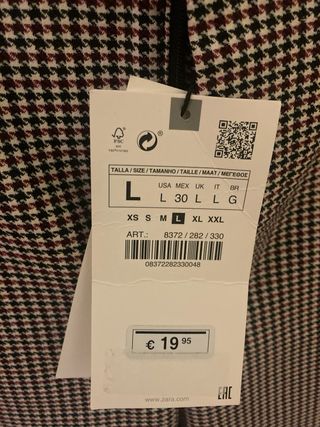 FSC
TALLA / SIZE / TAMANHO / TAILLE / MAAT / ΜΕΓΕΘΟΣ
L USA MEX UK IT BR
L 30 L L G
XS S M L XL XXL
ART.: 8372 / 282 / 330
08372282330048
€ 19 95
www.zara.com
EAC